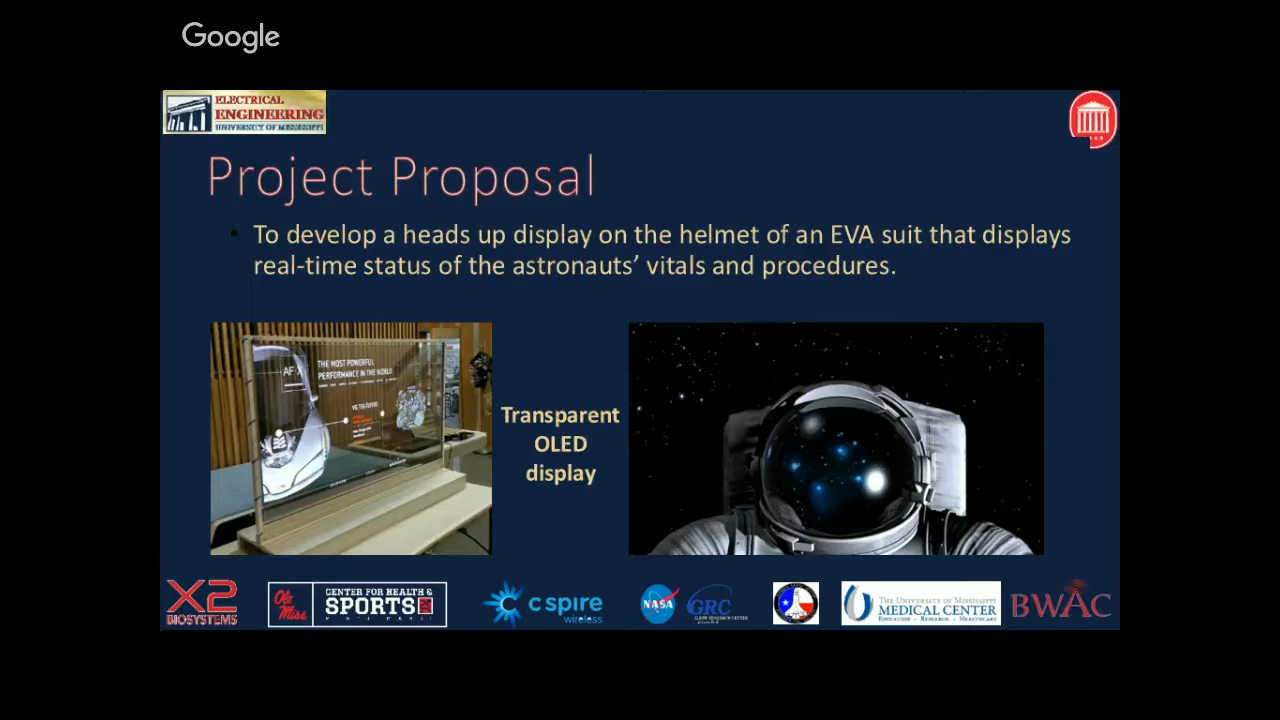 Google
ELECTRICAL
ENGINEERING
UNIVERSITY OF MISSISSIPPI
Project Proposal
• To develop a heads up display on the helmet of an EVA suit that displays
real-time status of the astronauts’ vitals and procedures.
AF-
THE MOST POWERFUL
PERFORMANCE IN THE WORLD
Transparent
OLED
display
X2
BIOSYSTEMS
Ole
Miss
CENTER FOR HEALTH &
SPORTS
C SPIRE
wireless
NASA
GRC
THE UNIVERSITY OF MISSISSIPPI
MEDICAL CENTER
EDUCATION • RESEARCH • HEALTHCARE
BWAC